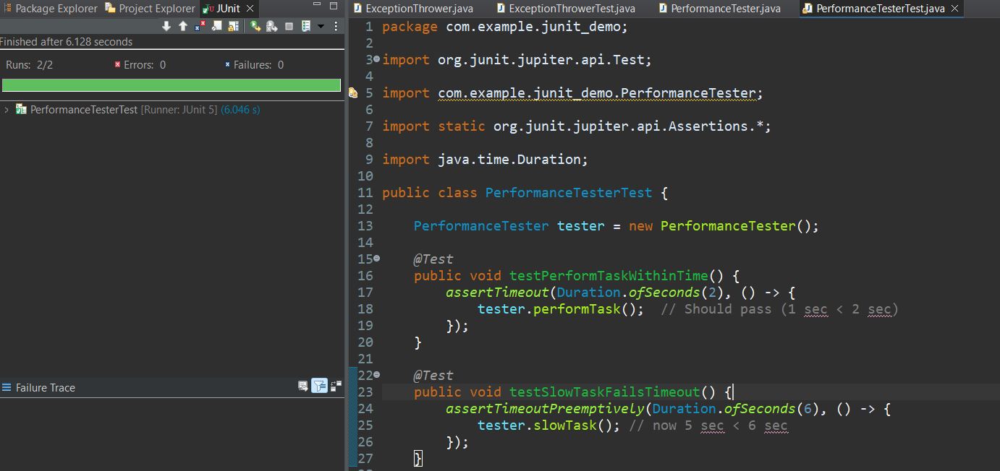 Package Explorer Project Explorer JUnit
Finished after 6.128 seconds
Runs: 2/2 Errors: 0 Failures: 0
PerformanceTesterTest [Runner: JUnit 5] (6.046 s)
Failure Trace
ExceptionThrower.java ExceptionThrowerTest.java PerformanceTester.java PerformanceTesterTest.java
1 package com.example.junit_demo;
2
3 import org.junit.jupiter.api.Test;
4
5 import com.example.junit_demo.PerformanceTester;
6
7 import static org.junit.jupiter.api.Assertions.*;
8
9 import java.time.Duration;
10
11 public class PerformanceTesterTest {
12
13 PerformanceTester tester = new PerformanceTester();
14
15 @Test
16 public void testPerformTaskWithinTime() {
17 assertTimeout(Duration.ofSeconds(2), () -> {
18 tester.performTask(); // Should pass (1 sec < 2 sec)
19 });
20 }
21
22 @Test
23 public void testSlowTaskFailsTimeout() {
24 assertTimeoutPreemptively(Duration.ofSeconds(6), () -> {
25 tester.slowTask(); // now 5 sec < 6 sec
26 });
27 }